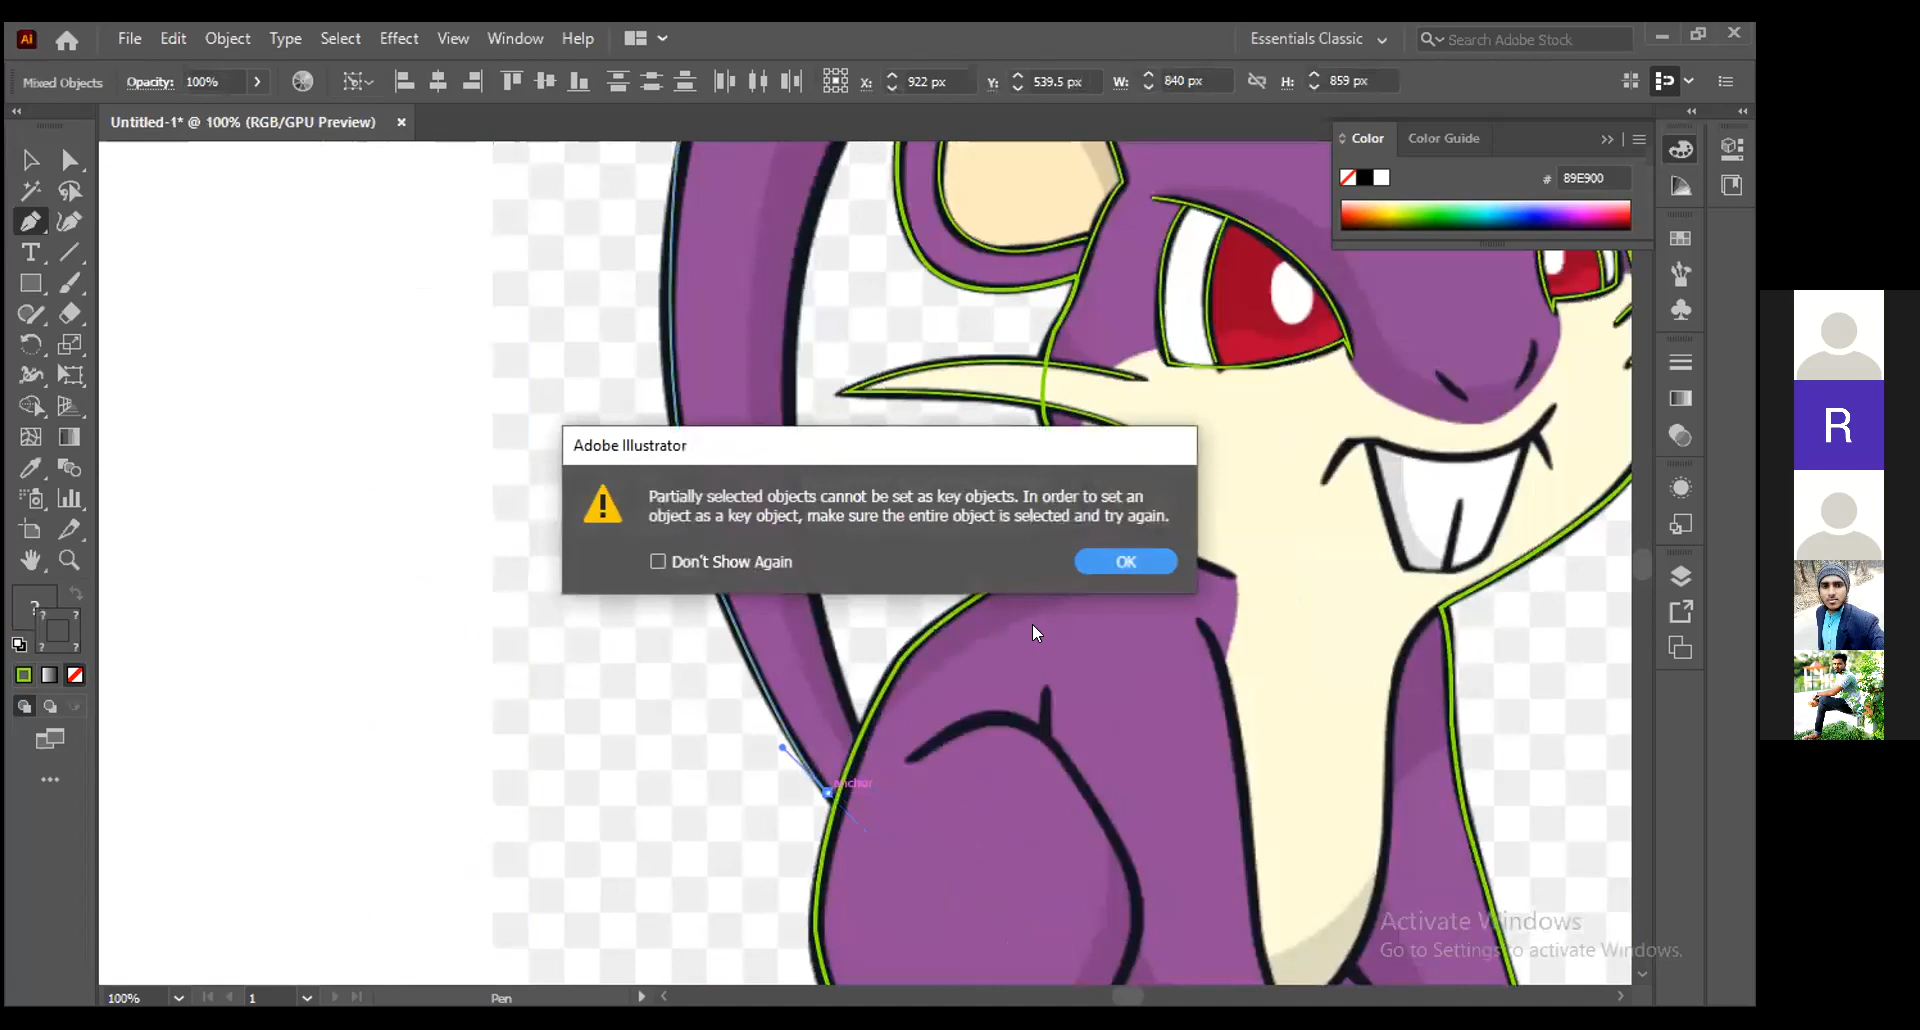 Ai File Edit Object Type Select Effect View Window Help Essentials Classic Search Adobe Stock
Mixed Objects Opacity: 100% X: 922 px Y: 539.5 px W: 840 px H: 859 px
Untitled-1* @ 100% (RGB/GPU Preview) ×
Color Color Guide
# 89E900
Adobe Illustrator
Partially selected objects cannot be set as key objects. In order to set an
object as a key object, make sure the entire object is selected and try again.
Don't Show Again OK
R
anchor
Activate Windows
Go to Settings to activate Windows.
100% 1 Pen